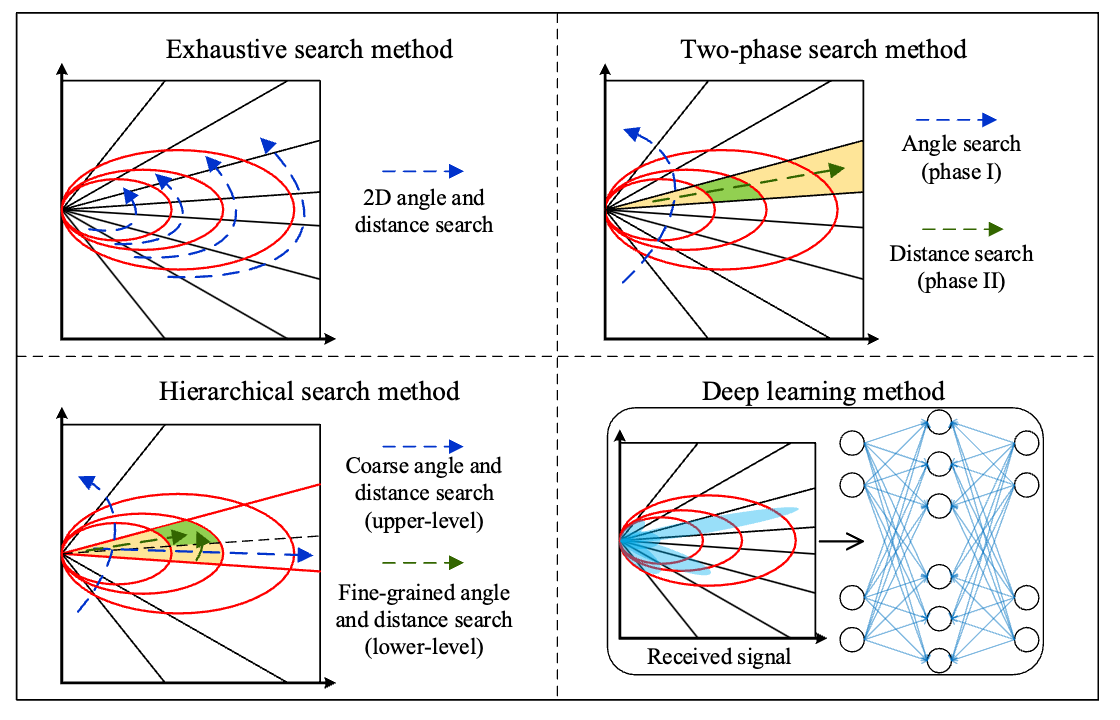 Exhaustive search method
2D angle and
distance search
Two-phase search method
Angle search
(phase I)
Distance search
(phase II)
Hierarchical search method
Coarse angle and
distance search
(upper-level)
Fine-grained angle
and distance search
(lower-level)
Deep learning method
Received signal